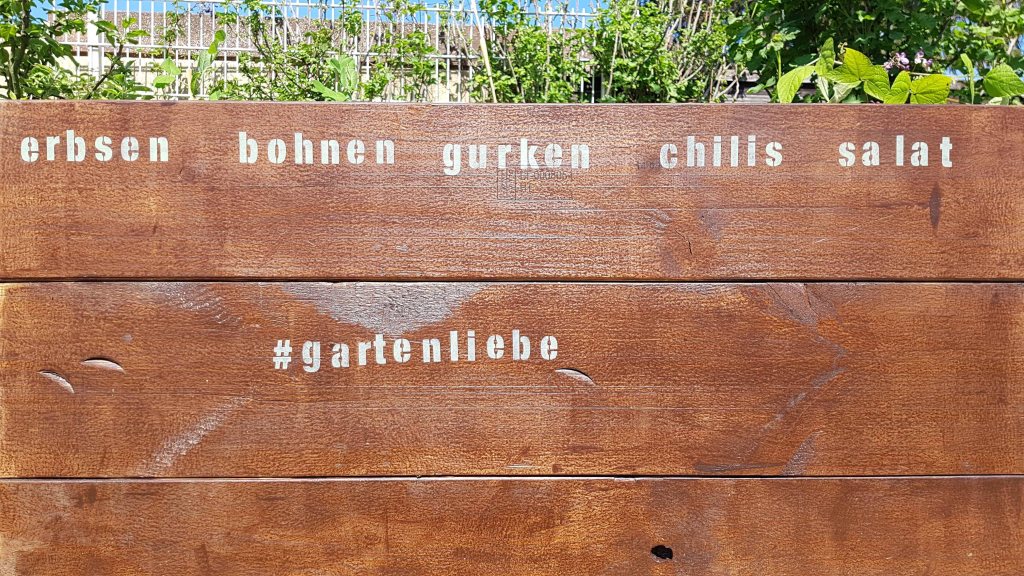 erbsen bohnen gurken chilis salat
#gartenliebe